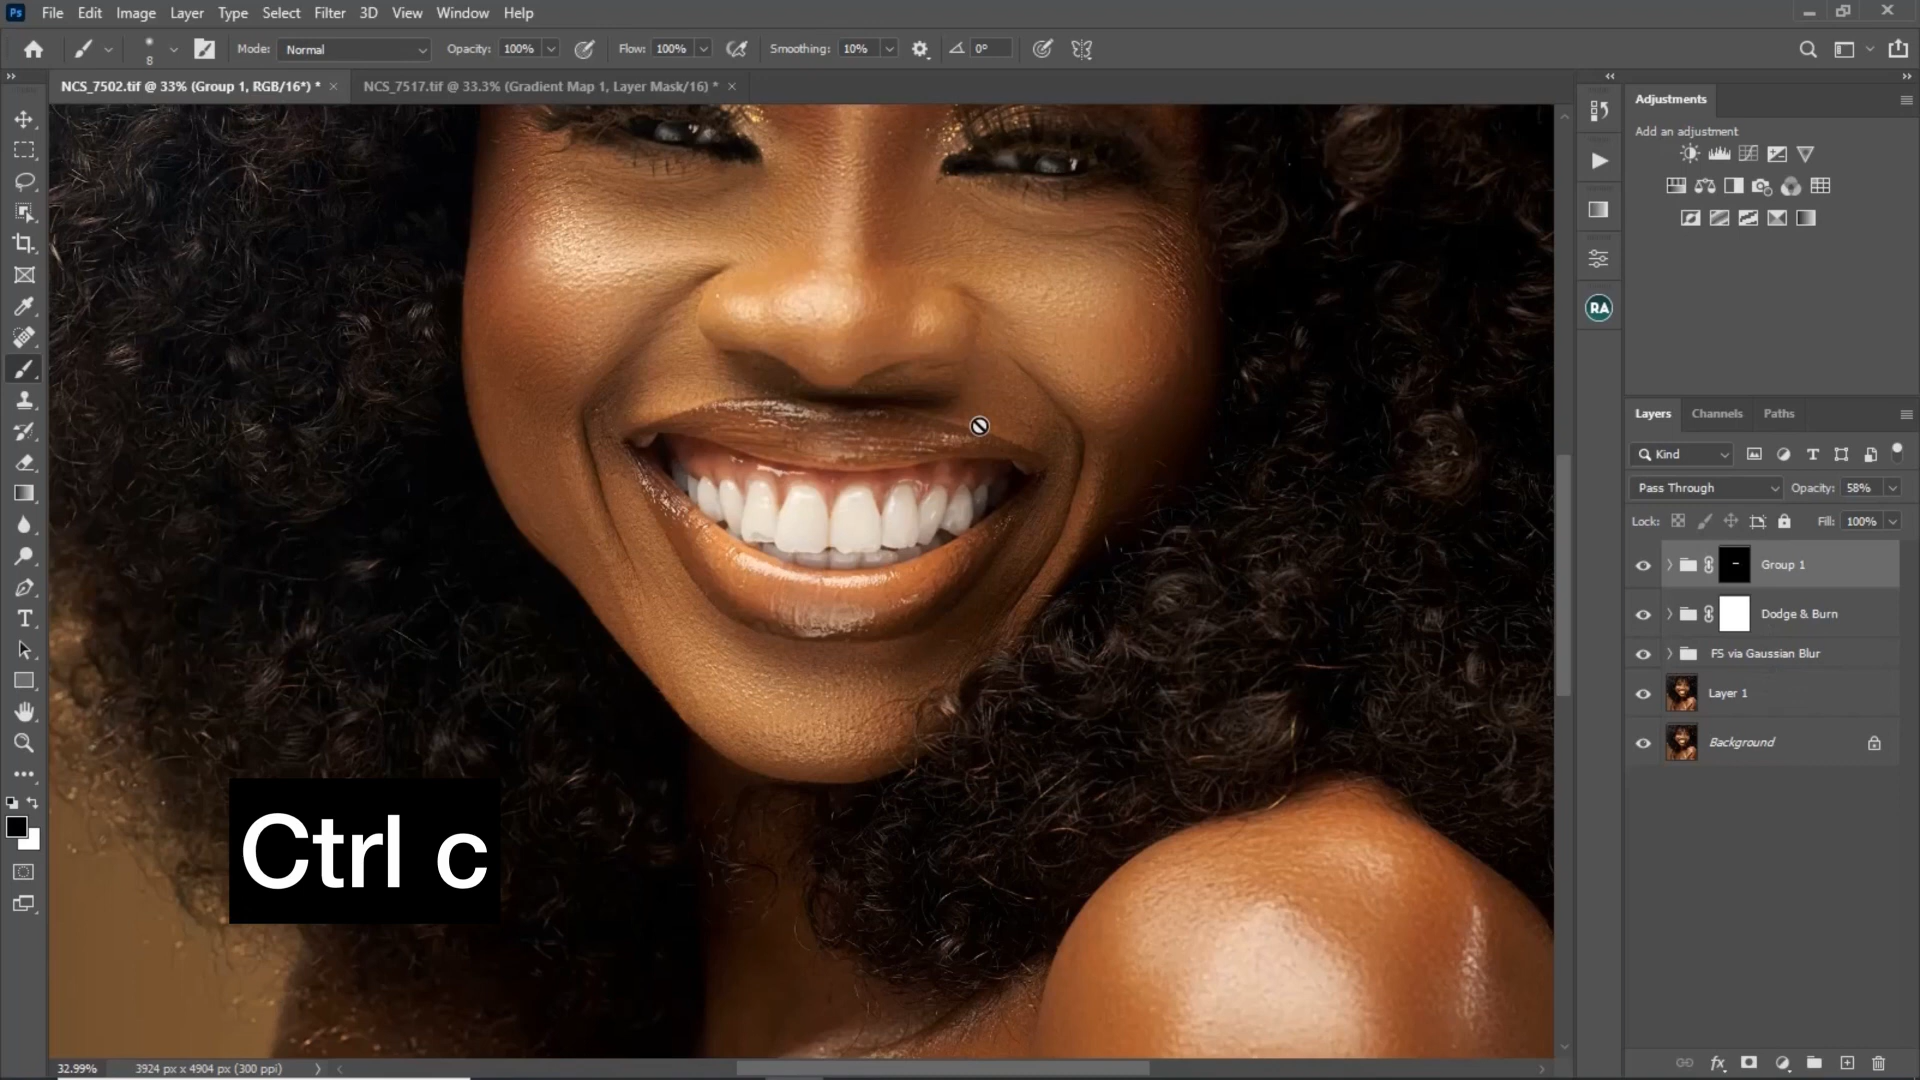 Ps File Edit Image Layer Type Select Filter 3D View Window Help
8 Mode: Normal Opacity: 100% Flow: 100% Smoothing: 10% 0°
NCS_7502.tif @ 33% (Group 1, RGB/16*) * × NCS_7517.tif @ 33.3% (Gradient Map 1, Layer Mask/16) * ×
Adjustments
Add an adjustment
RA
Layers Channels Paths
Kind
Pass Through Opacity: 58%
Lock: Fill: 100%
Group 1
Dodge & Burn
FS via Gaussian Blur
Layer 1
Background
Ctrl c
32.99% 3924 px x 4904 px (300 ppi)